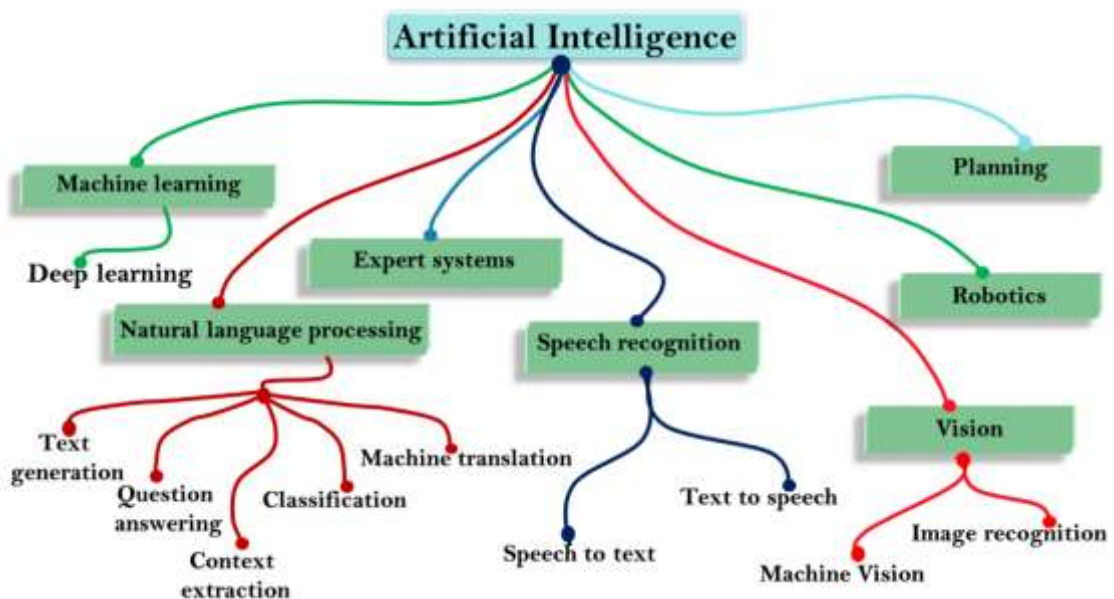 Artificial Intelligence
Machine learning
Planning
Deep learning
Expert systems
Robotics
Natural language processing
Speech recognition
Vision
Text
generation
Question
answering
Context
extraction
Classification
Machine translation
Speech to text
Text to speech
Machine Vision
Image recognition